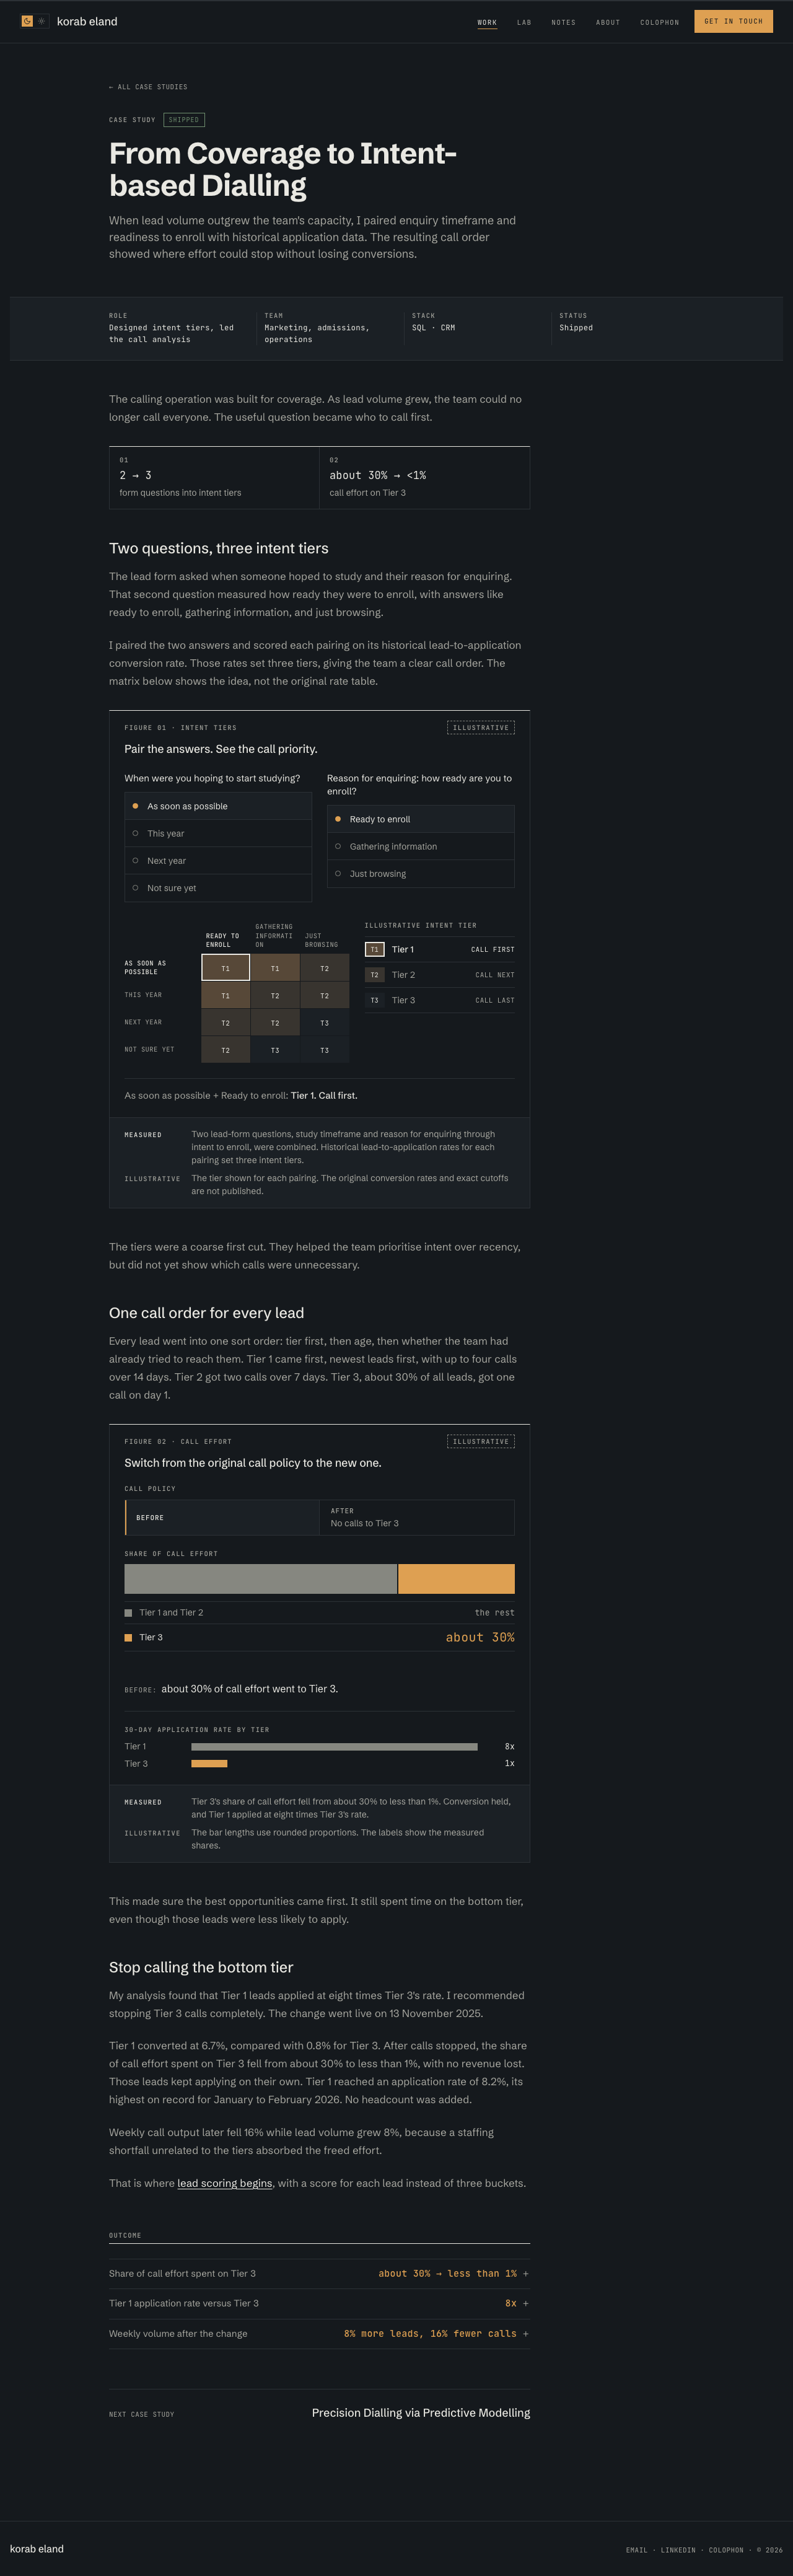 korab eland
WORK
LAB
NOTES
ABOUT
COLOPHON
GET IN TOUCH
← ALL CASE STUDIES
CASE STUDY
SHIPPED
From Coverage to Intent-
based Dialling
When lead volume outgrew the team's capacity, I paired enquiry timeframe and
readiness to enroll with historical application data. The resulting call order
showed where effort could stop without losing conversions.
ROLE
Designed intent tiers, led
the call analysis
TEAM
Marketing, admissions,
operations
STACK
SQL · CRM
STATUS
Shipped
The calling operation was built for coverage. As lead volume grew, the team could no
longer call everyone. The useful question became who to call first.
01
2 → 3
form questions into intent tiers
02
about 30% → <1%
call effort on Tier 3
Two questions, three intent tiers
The lead form asked when someone hoped to study and their reason for enquiring.
That second question measured how ready they were to enroll, with answers like
ready to enroll, gathering information, and just browsing.
I paired the two answers and scored each pairing on its historical lead-to-application
conversion rate. Those rates set three tiers, giving the team a clear call order. The
matrix below shows the idea, not the original rate table.
FIGURE 01 · INTENT TIERS
ILLUSTRATIVE
Pair the answers. See the call priority.
When were you hoping to start studying?
As soon as possible
This year
Next year
Not sure yet
Reason for enquiring: how ready are you to
enroll?
Ready to enroll
Gathering information
Just browsing
READY TO
ENROLL
GATHERING
INFORMATI
ON
JUST
BROWSING
AS SOON AS
POSSIBLE
T1
T1
T2
THIS YEAR
T1
T2
T2
NEXT YEAR
T2
T2
T3
NOT SURE YET
T2
T3
T3
ILLUSTRATIVE INTENT TIER
T1
Tier 1
CALL FIRST
T2
Tier 2
CALL NEXT
T3
Tier 3
CALL LAST
As soon as possible + Ready to enroll: Tier 1. Call first.
MEASURED
Two lead-form questions, study timeframe and reason for enquiring through
intent to enroll, were combined. Historical lead-to-application rates for each
pairing set three intent tiers.
ILLUSTRATIVE
The tier shown for each pairing. The original conversion rates and exact cutoffs
are not published.
The tiers were a coarse first cut. They helped the team prioritise intent over recency,
but did not yet show which calls were unnecessary.
One call order for every lead
Every lead went into one sort order: tier first, then age, then whether the team had
already tried to reach them. Tier 1 came first, newest leads first, with up to four calls
over 14 days. Tier 2 got two calls over 7 days. Tier 3, about 30% of all leads, got one
call on day 1.
FIGURE 02 · CALL EFFORT
ILLUSTRATIVE
Switch from the original call policy to the new one.
CALL POLICY
BEFORE
AFTER
No calls to Tier 3
SHARE OF CALL EFFORT
Tier 1 and Tier 2
the rest
Tier 3
about 30%
BEFORE: about 30% of call effort went to Tier 3.
30-DAY APPLICATION RATE BY TIER
Tier 1
8x
Tier 3
1x
MEASURED
Tier 3's share of call effort fell from about 30% to less than 1%. Conversion held,
and Tier 1 applied at eight times Tier 3's rate.
ILLUSTRATIVE
The bar lengths use rounded proportions. The labels show the measured
shares.
This made sure the best opportunities came first. It still spent time on the bottom tier,
even though those leads were less likely to apply.
Stop calling the bottom tier
My analysis found that Tier 1 leads applied at eight times Tier 3's rate. I recommended
stopping Tier 3 calls completely. The change went live on 13 November 2025.
Tier 1 converted at 6.7%, compared with 0.8% for Tier 3. After calls stopped, the share
of call effort spent on Tier 3 fell from about 30% to less than 1%, with no revenue lost.
Those leads kept applying on their own. Tier 1 reached an application rate of 8.2%, its
highest on record for January to February 2026. No headcount was added.
Weekly call output later fell 16% while lead volume grew 8%, because a staffing
shortfall unrelated to the tiers absorbed the freed effort.
That is where lead scoring begins, with a score for each lead instead of three buckets.
OUTCOME
Share of call effort spent on Tier 3
about 30% → less than 1% +
Tier 1 application rate versus Tier 3
8x +
Weekly volume after the change
8% more leads, 16% fewer calls +
NEXT CASE STUDY
Precision Dialling via Predictive Modelling
korab eland
EMAIL · LINKEDIN · COLOPHON · © 2026